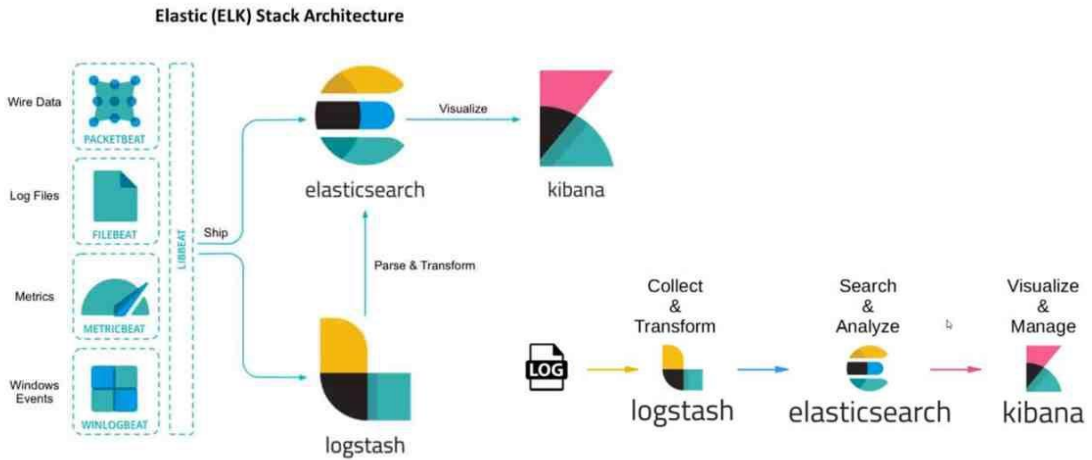 Elastic (ELK) Stack Architecture
Wire Data
PACKETBEAT
Log Files
FILEBEAT
Metrics
METRICBEAT
Windows
Events
WINLOGBEAT
LIBBEAT
Ship
elasticsearch
Visualize
kibana
Parse & Transform
logstash
LOG
Collect
&
Transform
logstash
Search
&
Analyze
elasticsearch
Visualize
&
Manage
kibana